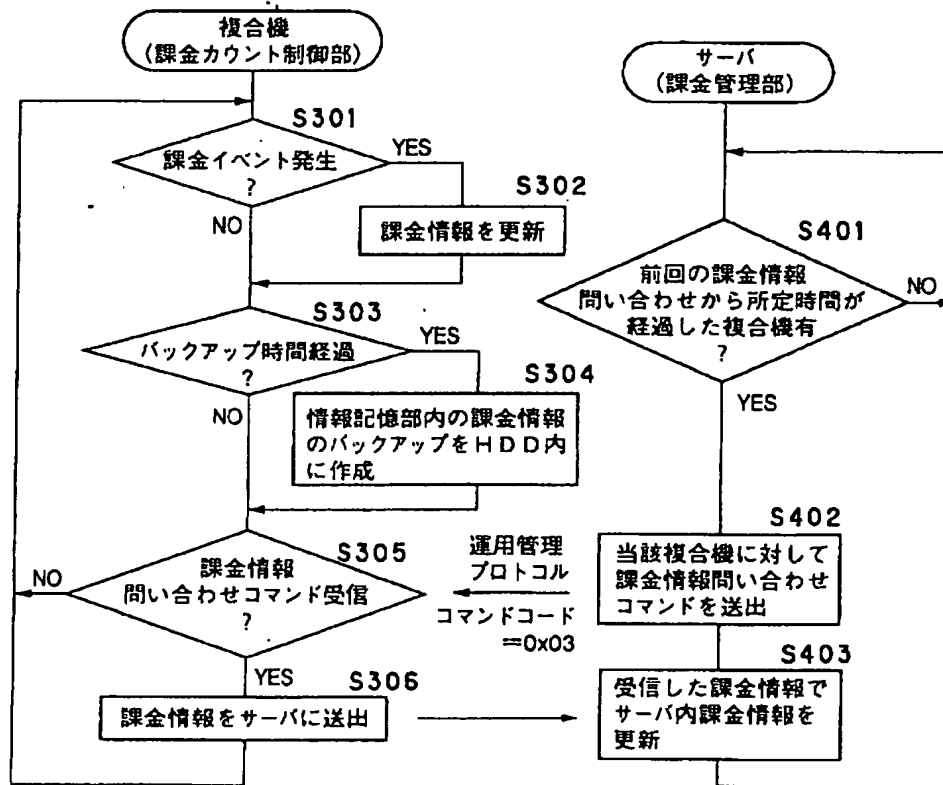 複合機
(課金カウント制御部)
S301
課金イベント発生
?
YES
NO
S302
課金情報を更新
S303
バックアップ時間経過
?
YES
NO
S304
情報記憶部内の課金情報
のバックアップをHDD内
に作成
S305
課金情報
問い合わせコマンド受信
?
NO
YES
S306
課金情報をサーバに送出
運用管理
プロトコル
コマンドコード
=0x03
サーバ
(課金管理部)
S401
前回の課金情報
問い合わせから所定時間が
経過した複合機有
?
NO
YES
S402
当該複合機に対して
課金情報問い合わせ
コマンドを送出
S403
受信した課金情報で
サーバ内課金情報を
更新